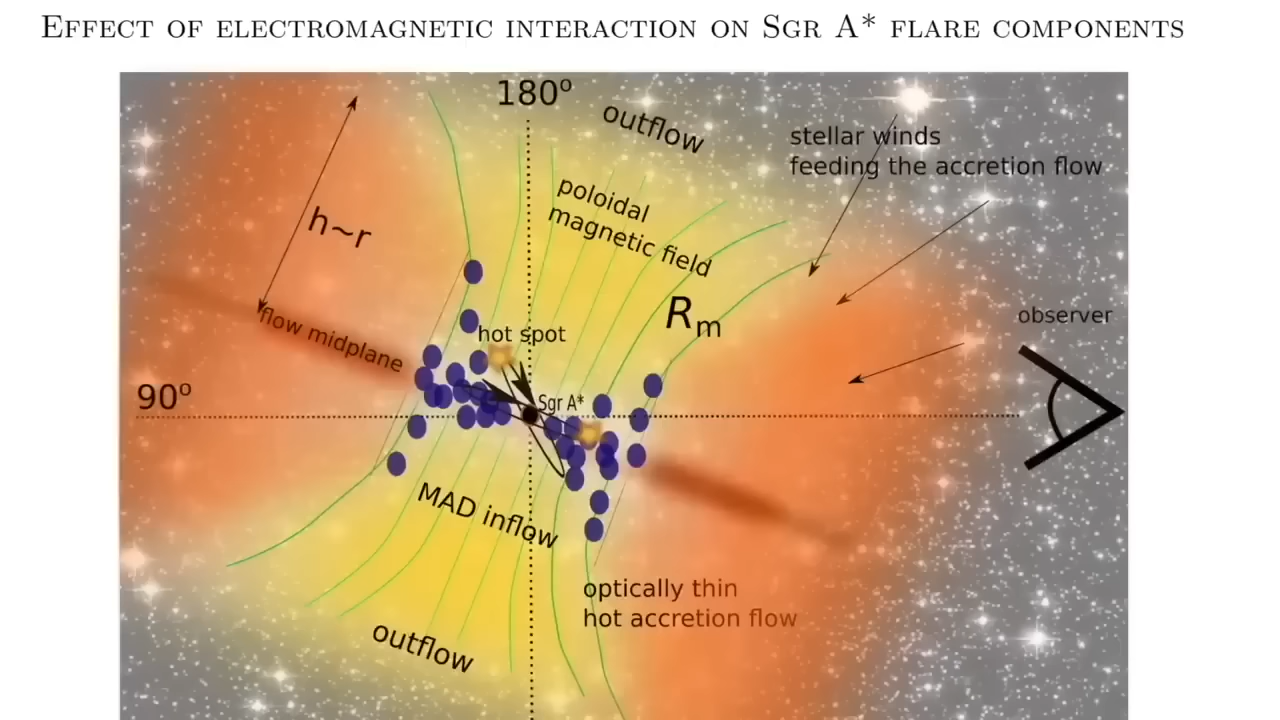 Effect of electromagnetic interaction on Sgr A* flare components
180°
outflow
stellar winds
feeding the accretion flow
poloidal
magnetic field
h~r
Rm
observer
flow midplane
hot spot
90°
Sgr A*
MAD inflow
optically thin
hot accretion flow
outflow